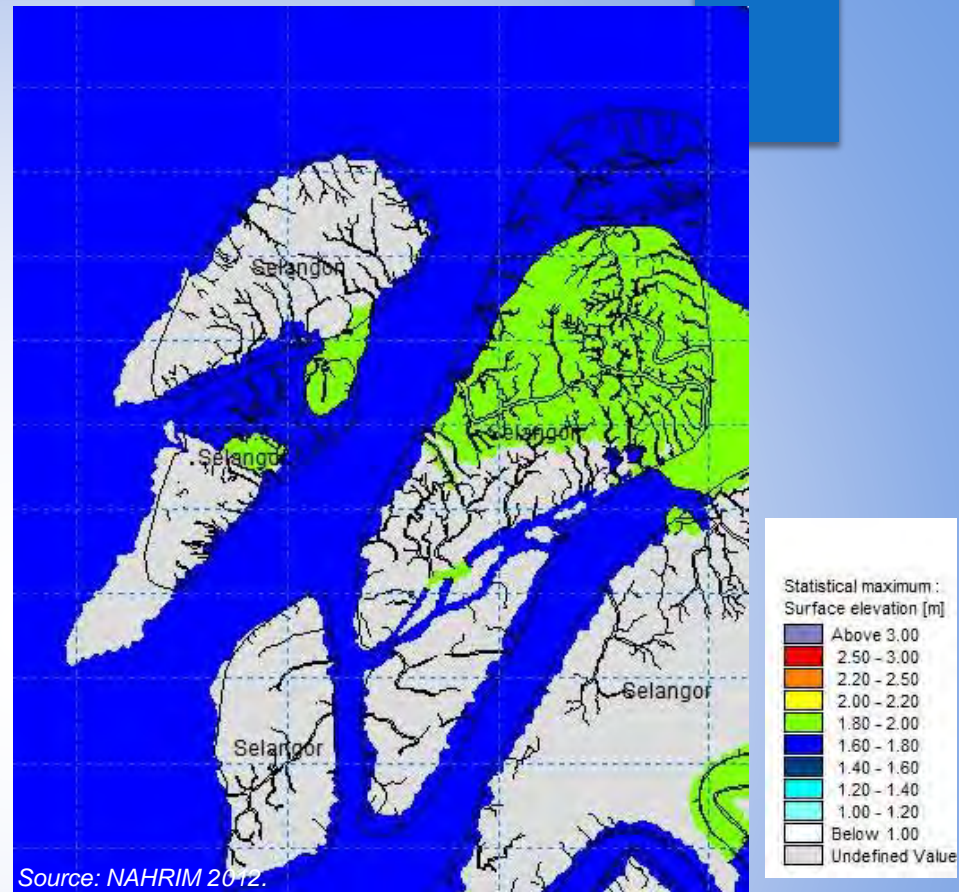 Selangor
Selangor
Selangor
Selangor
Selangor
Statistical maximum :
Surface elevation [m]
Above 3.00
2.50 - 3.00
2.20 - 2.50
2.00 - 2.20
1.80 - 2.00
1.60 - 1.80
1.40 - 1.60
1.20 - 1.40
1.00 - 1.20
Below 1.00
Undefined Value
Source: NAHRIM 2012.